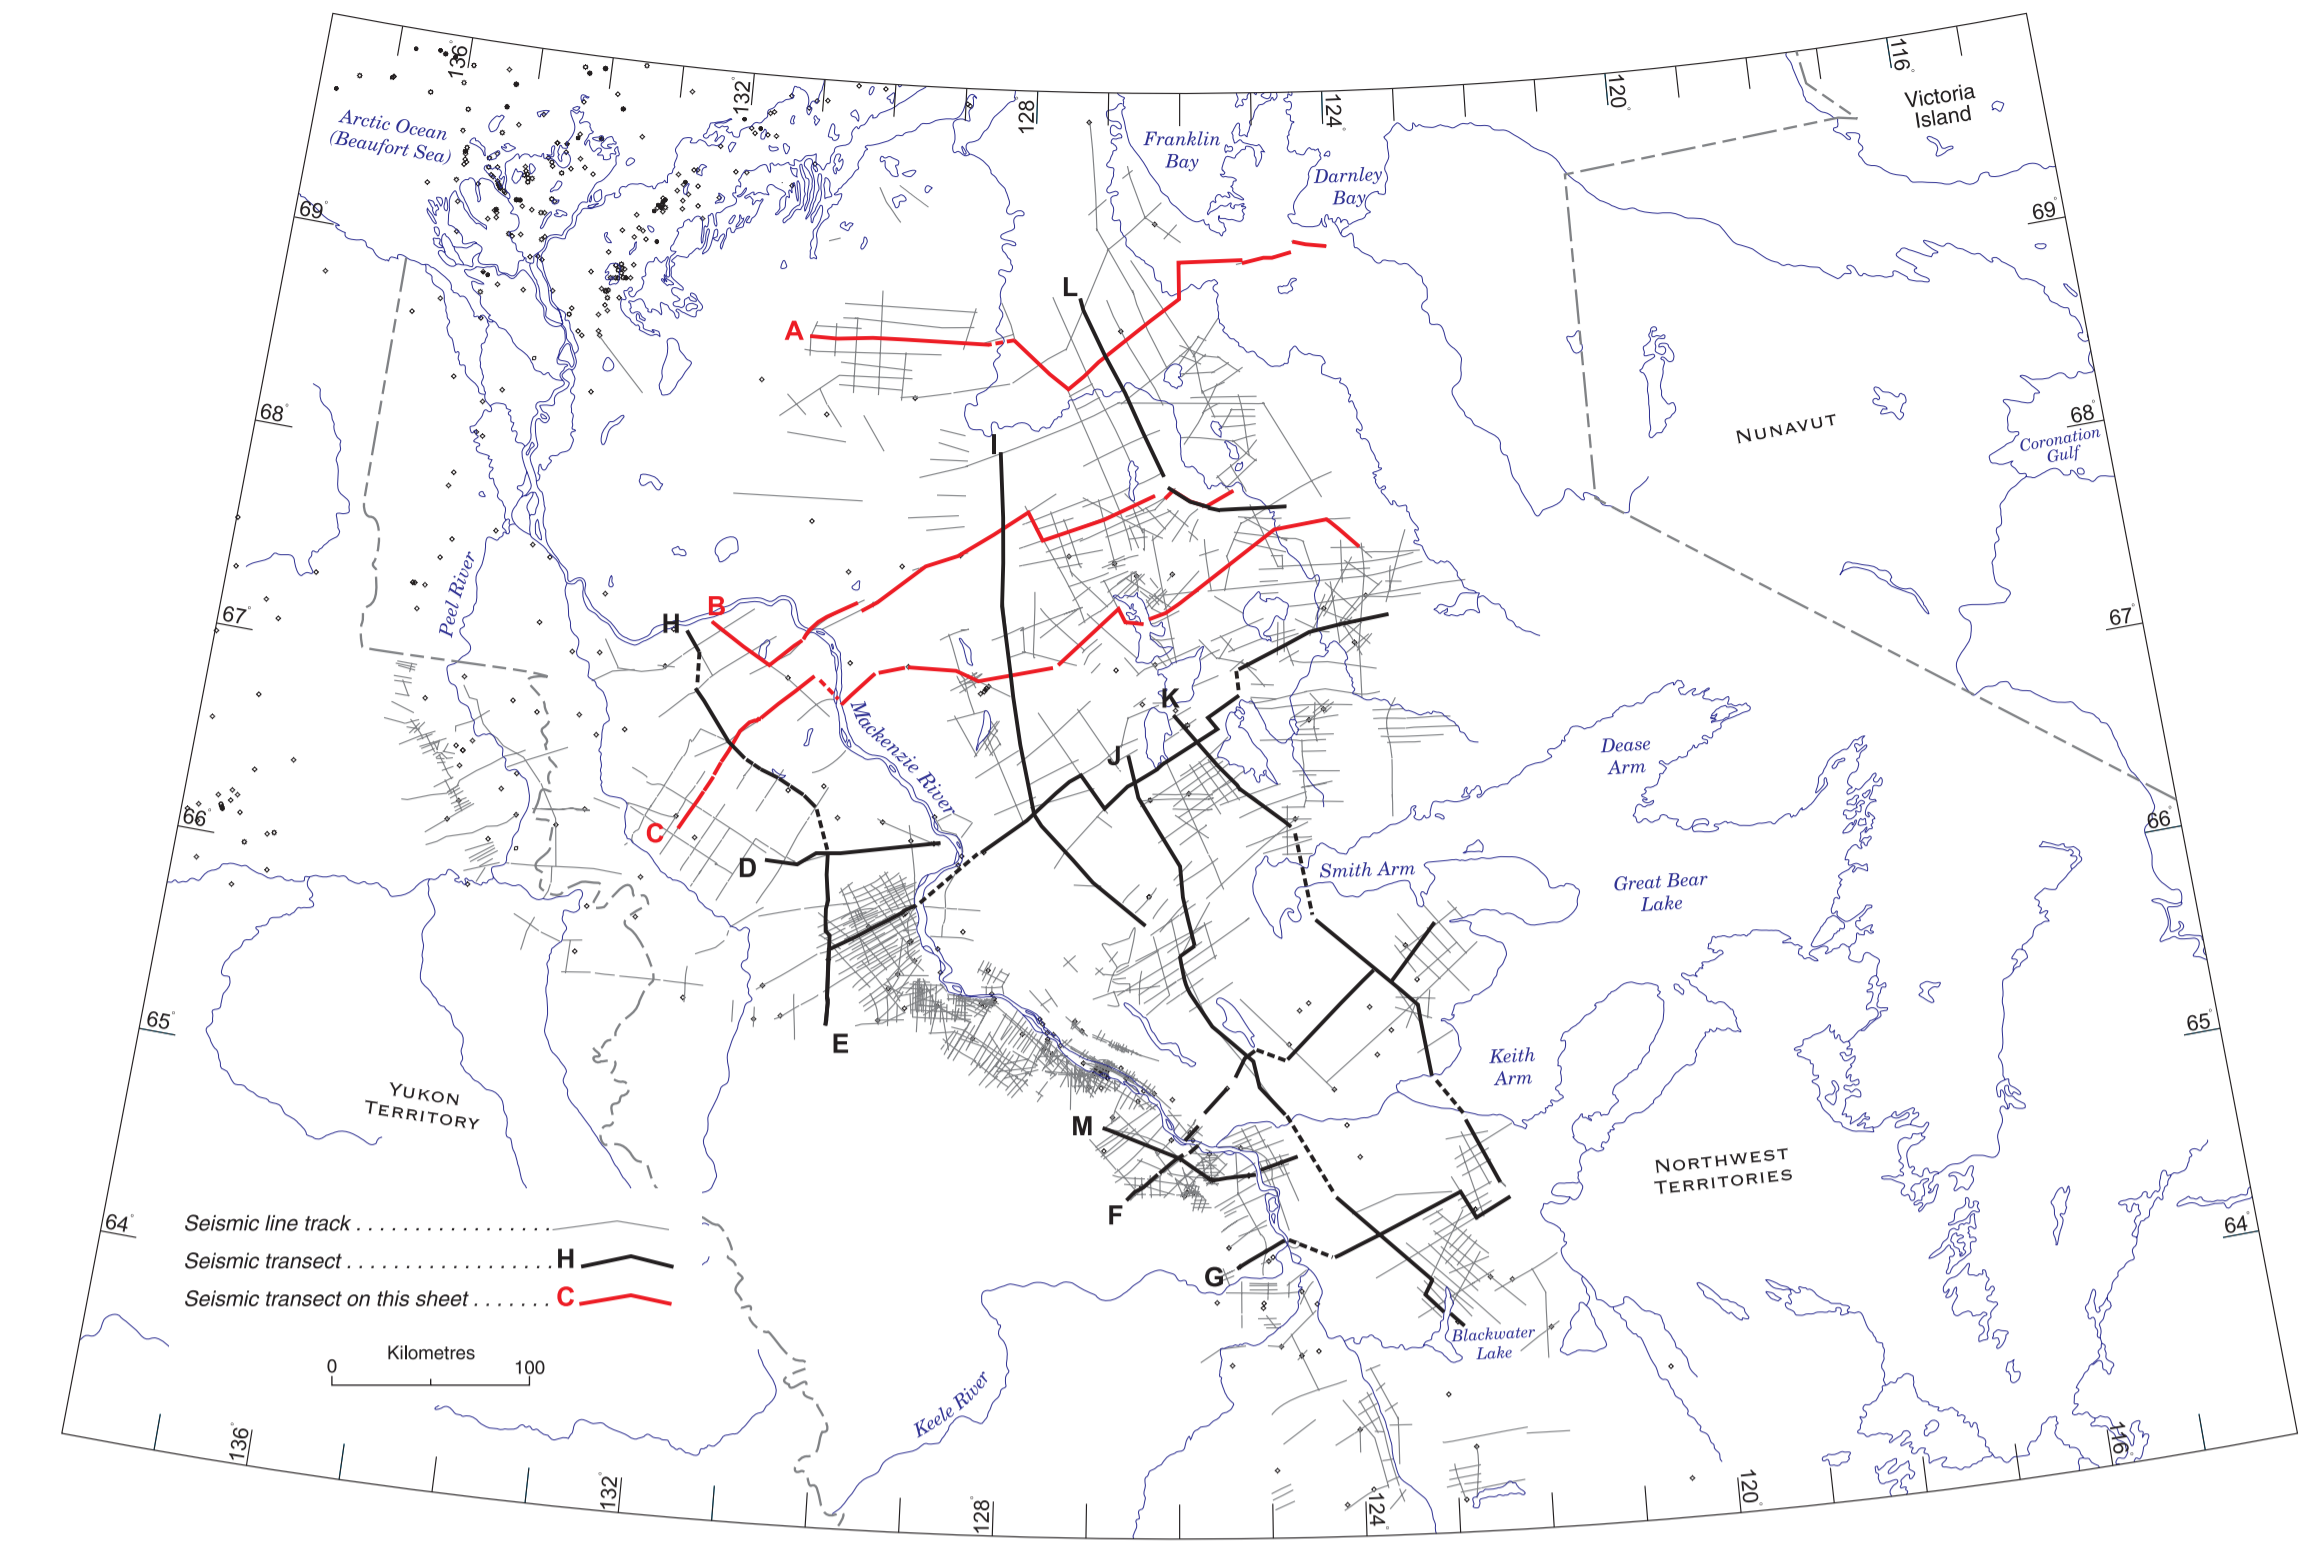 136°
132°
128
124°
120°
116°
Victoria
Island
Arctic Ocean
(Beaufort Sea)
Franklin
Bay
Darnley
Bay
69°
69°
L
A
68°
68°
NUNAVUT
Coronation
Gulf
I
Peel River
67°
67°
H
B
K
Mackenzie River
J
Dease
Arm
66°
66°
C
D
Smith Arm
Great Bear
Lake
65°
65°
E
Keith
Arm
YUKON
TERRITORY
M
NORTHWEST
TERRITORIES
F
64°
64°
Seismic line track
Seismic transect H
Seismic transect on this sheet C
G
Blackwater
Lake
Kilometres
0 100
Keele River
136°
132°
128°
124°
120°
116°